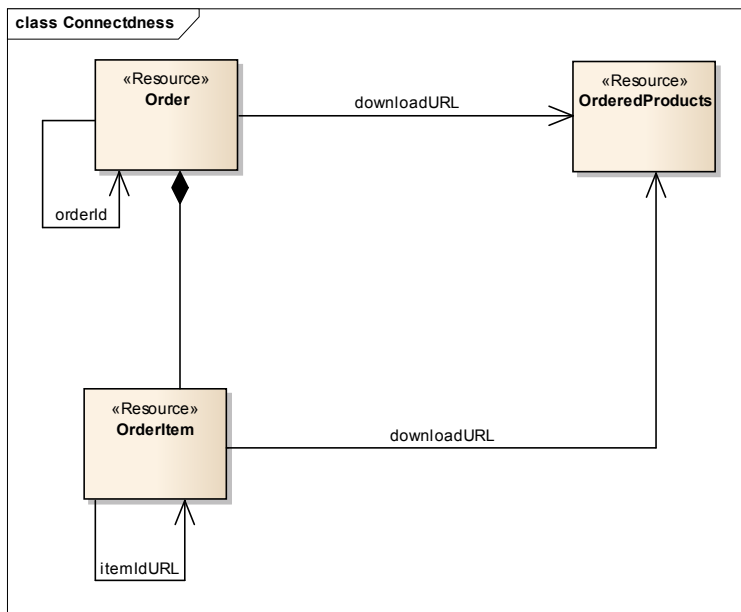 class Connectdness
«Resource»
Order
downloadURL
«Resource»
OrderedProducts
orderId
«Resource»
OrderItem
downloadURL
itemIdURL